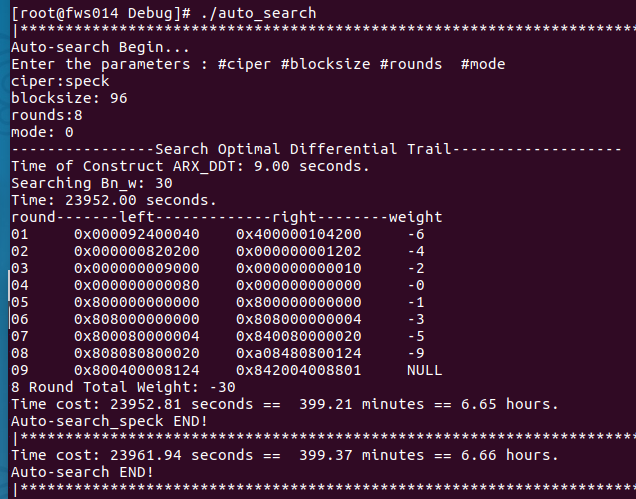 [root@fws014 Debug]# ./auto_search
|*********************************************************************
Auto-search Begin...
Enter the parameters : #ciper #blocksize #rounds  #mode
ciper:speck
blocksize: 96
rounds:8
mode: 0
----------------Search Optimal Differential Trail-------------------
Time of Construct ARX_DDT: 9.00 seconds.
Searching Bn_w: 30
Time: 23952.00 seconds.
round-------left-------------right--------weight
01     0x000092400040    0x400000104200     -6
02     0x000000820200    0x000000001202     -4
03     0x000000009000    0x000000000010     -2
04     0x000000000080    0x000000000000     -0
05     0x800000000000    0x800000000000     -1
06     0x808000000000    0x808000000004     -3
07     0x800080000004    0x840080000020     -5
08     0x808080800020    0xa08480800124     -9
09     0x800400008124    0x842004008801     NULL
8 Round Total Weight: -30
Time cost: 23952.81 seconds ==  399.21 minutes == 6.65 hours.
Auto-search_speck END!
|*********************************************************************
Time cost: 23961.94 seconds ==  399.37 minutes == 6.66 hours.
Auto-search END!
|*********************************************************************